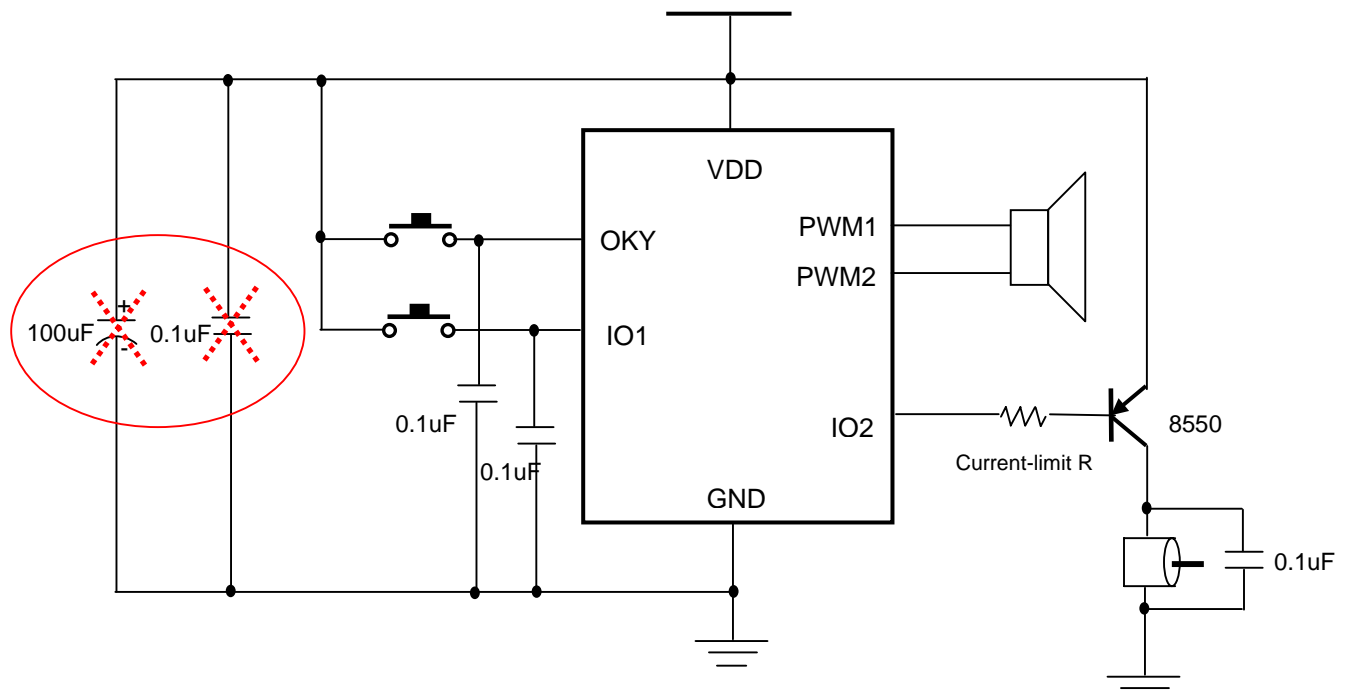 VDD
OKY
PWM1
PWM2
+
100uF
-
0.1uF
IO1
0.1uF
0.1uF
IO2
8550
Current-limit R
GND
0.1uF